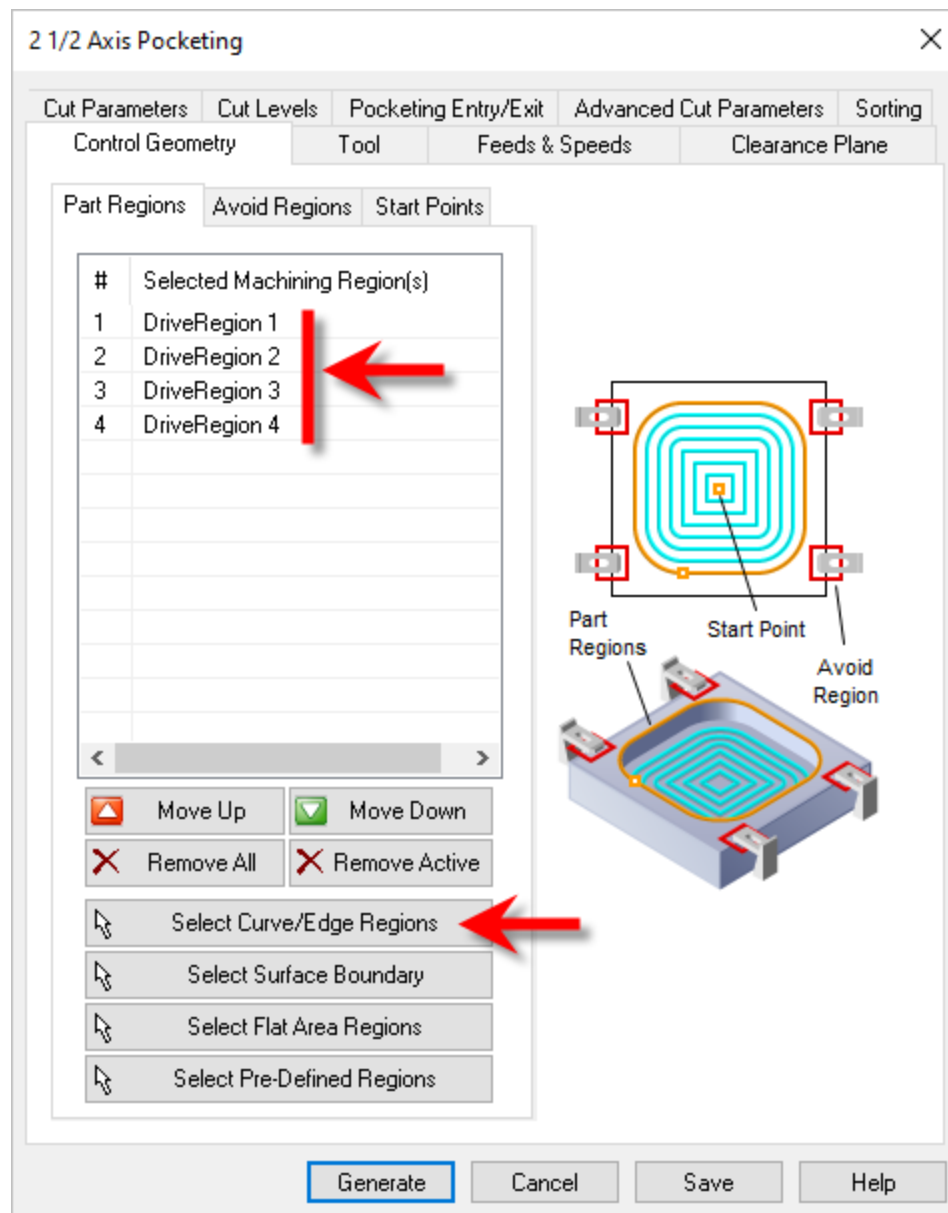 2 1/2 Axis Pocketing
Cut Parameters Cut Levels Pocketing Entry/Exit Advanced Cut Parameters Sorting
Control Geometry Tool Feeds & Speeds Clearance Plane
Part Regions Avoid Regions Start Points
# Selected Machining Region(s)
1 DriveRegion 1
2 DriveRegion 2
3 DriveRegion 3
4 DriveRegion 4
Part
Regions
Start Point
Avoid
Region
Move Up Move Down
Remove All Remove Active
Select Curve/Edge Regions
Select Surface Boundary
Select Flat Area Regions
Select Pre-Defined Regions
Generate Cancel Save Help